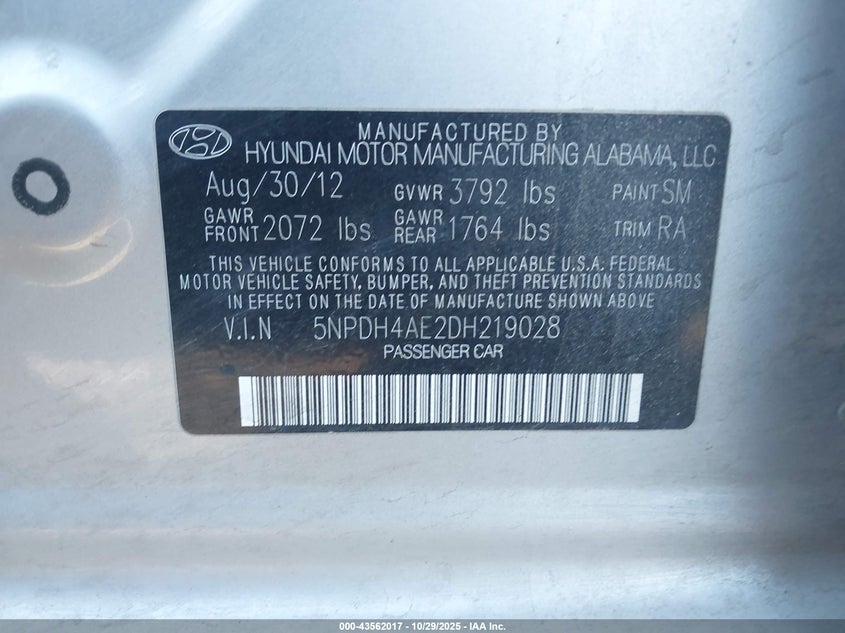 MANUFACTURED BY
HYUNDAI MOTOR MANUFACTURING ALABAMA, LLC
Aug/30/12 GVWR 3792 lbs PAINT SM
GAWR FRONT 2072 lbs GAWR REAR 1764 lbs TRIM RA
THIS VEHICLE CONFORMS TO ALL APPLICABLE U.S.A. FEDERAL
MOTOR VEHICLE SAFETY, BUMPER, AND THEFT PREVENTION STANDARDS
IN EFFECT ON THE DATE OF MANUFACTURE SHOWN ABOVE
V.I.N 5NPDH4AE2DH219028
PASSENGER CAR
000-43562017 | 10/29/2025 - IAA Inc.